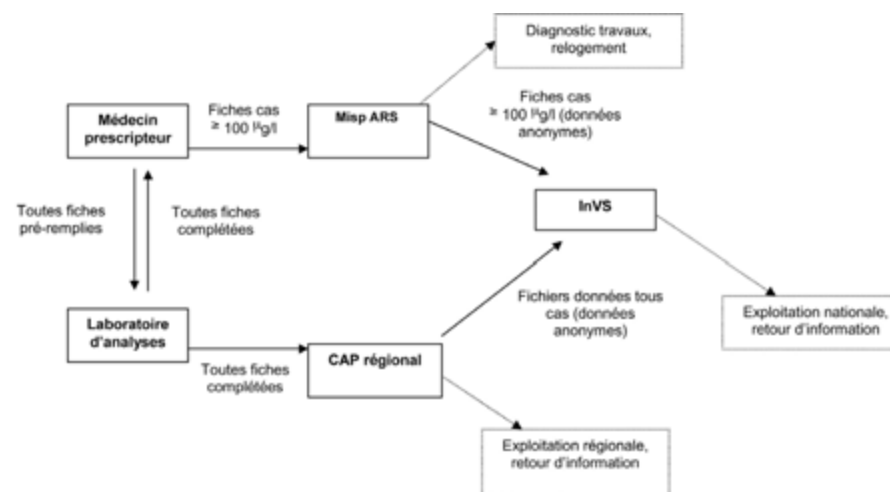 Diagnostic travaux,
relogement
Fiches cas
≥ 100 µg/l
Médecin
prescripteur
Misp ARS
Fiches cas
≥ 100 µg/l (données
anonymes)
Toutes fiches
pré-remplies
Toutes fiches
complétées
InVS
Laboratoire
d'analyses
Fichiers données tous
cas (données
anonymes)
Exploitation nationale,
retour d'information
CAP régional
Toutes fiches
complétées
Exploitation régionale,
retour d'information